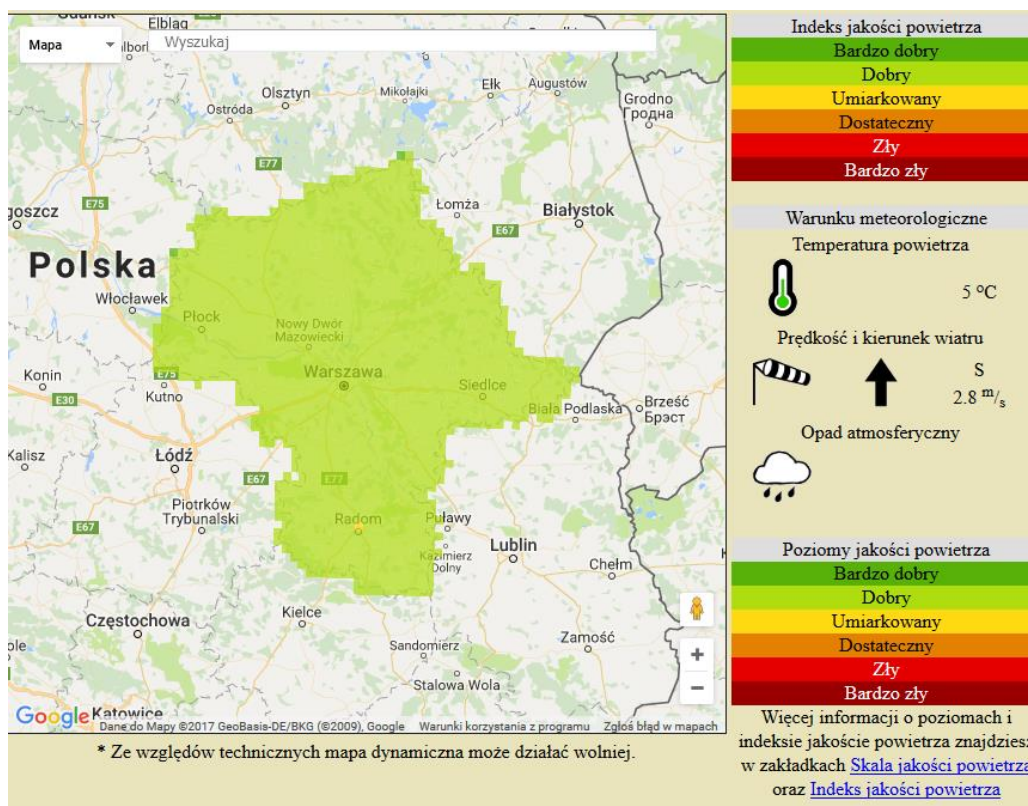 Gdańsk
Elbląg
Mapa
Wyszukaj
Olsztyn
Mikołajki
Ełk
Augustów
Ostróda
Grodno
Гродна
E77
E75
goszcz
Łomża
Białystok
E67
Polska
Włocławek
Płock
Nowy Dwór
Mazowiecki
E75
Warszawa
Konin
Kutno
Siedlce
E30
Biała Podlaska
Brześć
Брэст
Kalisz
Łódź
E67
E77
Piotrków
Trybunalski
E67
Radom
Puławy
Kazimierz
Dolny
Lublin
Chełm
Kielce
Częstochowa
ole
Sandomierz
Zamość
Stalowa Wola
+
−
Google
Katowice
Dane do Mapy ©2017 GeoBasis-DE/BKG (©2009), Google Warunki korzystania z programu Zgłoś błąd w mapach
* Ze względów technicznych mapa dynamiczna może działać wolniej.
Indeks jakości powietrza
Bardzo dobry
Dobry
Umiarkowany
Dostateczny
Zły
Bardzo zły
Warunku meteorologiczne
Temperatura powietrza
5 °C
Prędkość i kierunek wiatru
S
2.8 m/s
Opad atmosferyczny
Poziomy jakości powietrza
Bardzo dobry
Dobry
Umiarkowany
Dostateczny
Zły
Bardzo zły
Więcej informacji o poziomach i
indeksie jakoście powietrza znajdziesz
w zakładkach Skala jakości powietrza
oraz Indeks jakości powietrza